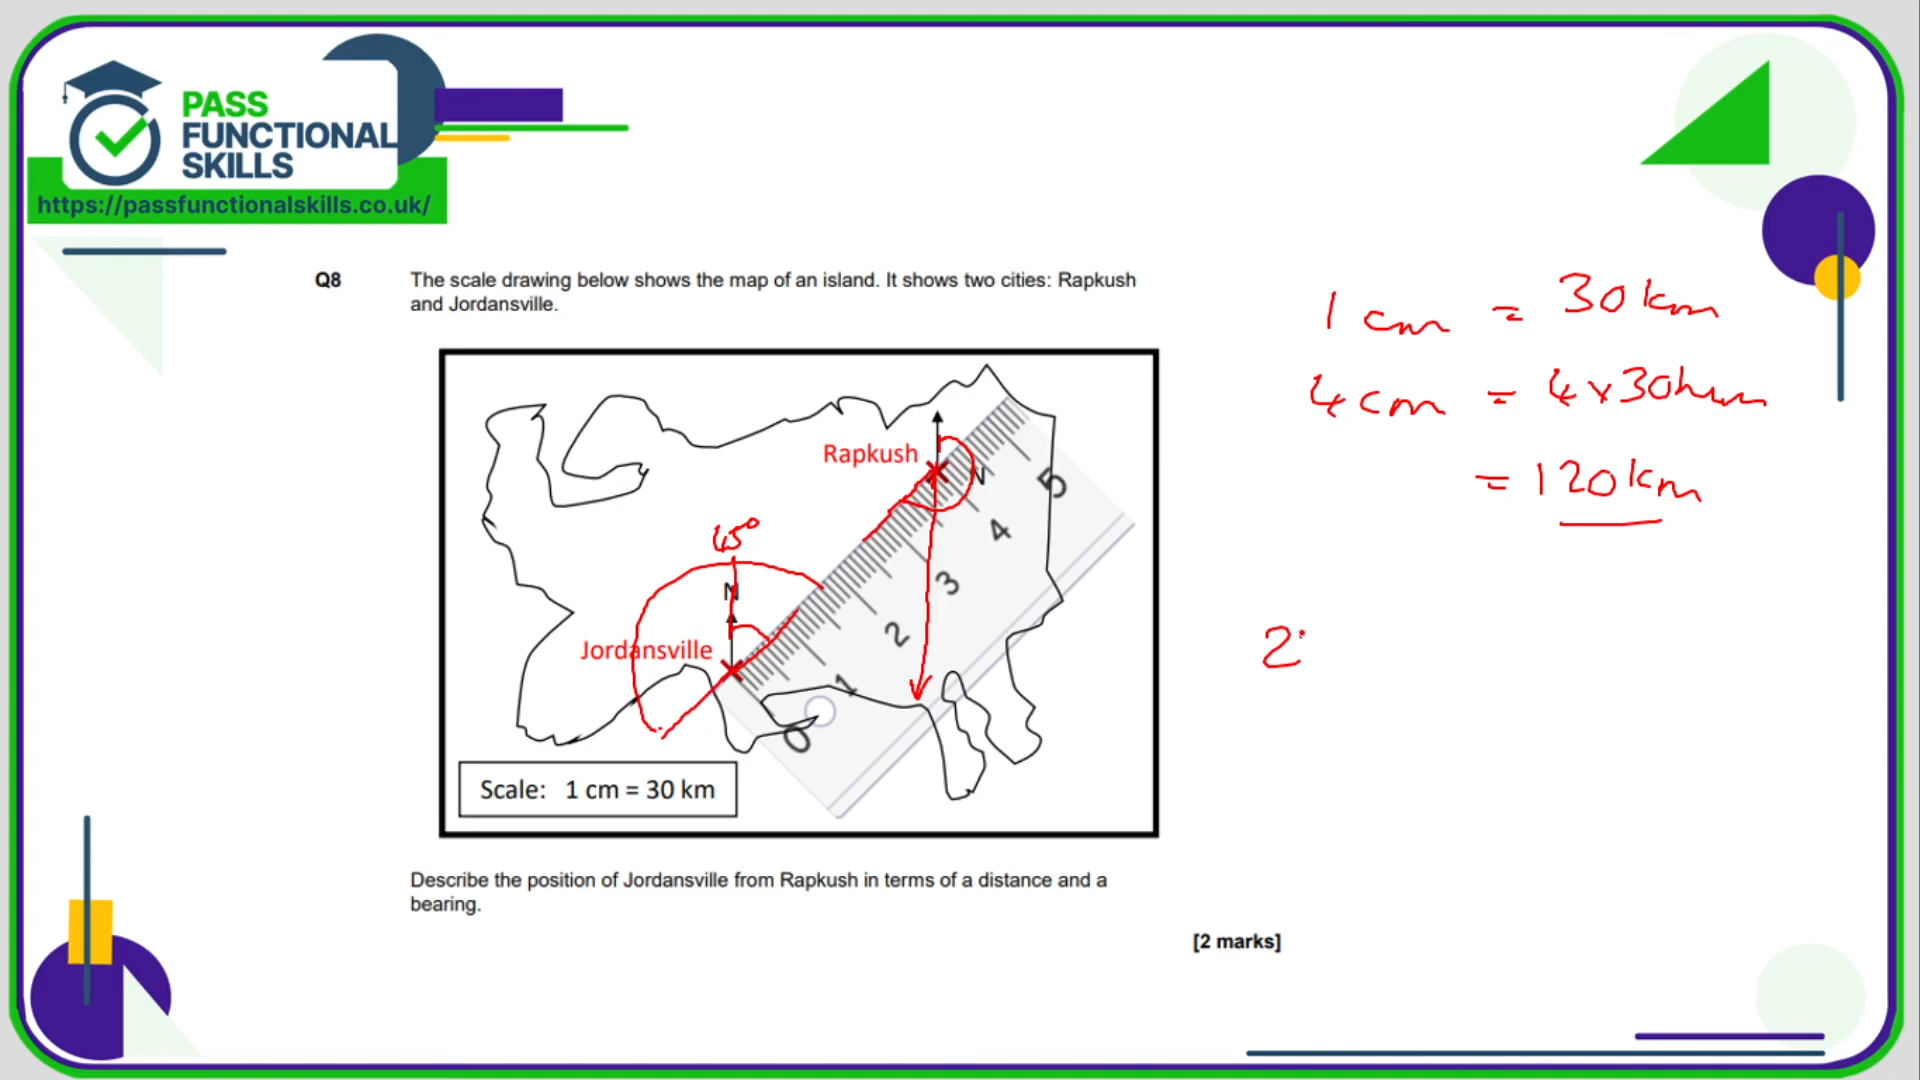 PASS
FUNCTIONAL
SKILLS
https://passfunctionalskills.co.uk/
Q8 The scale drawing below shows the map of an island. It shows two cities: Rapkush
and Jordansville.
1 cm = 30 km
4 cm = 4 x 30 km
= 120 km
Rapkush
N
5
4
45°
3
N
2
Jordansville
1
0
2
Scale: 1 cm = 30 km
Describe the position of Jordansville from Rapkush in terms of a distance and a
bearing.
[2 marks]